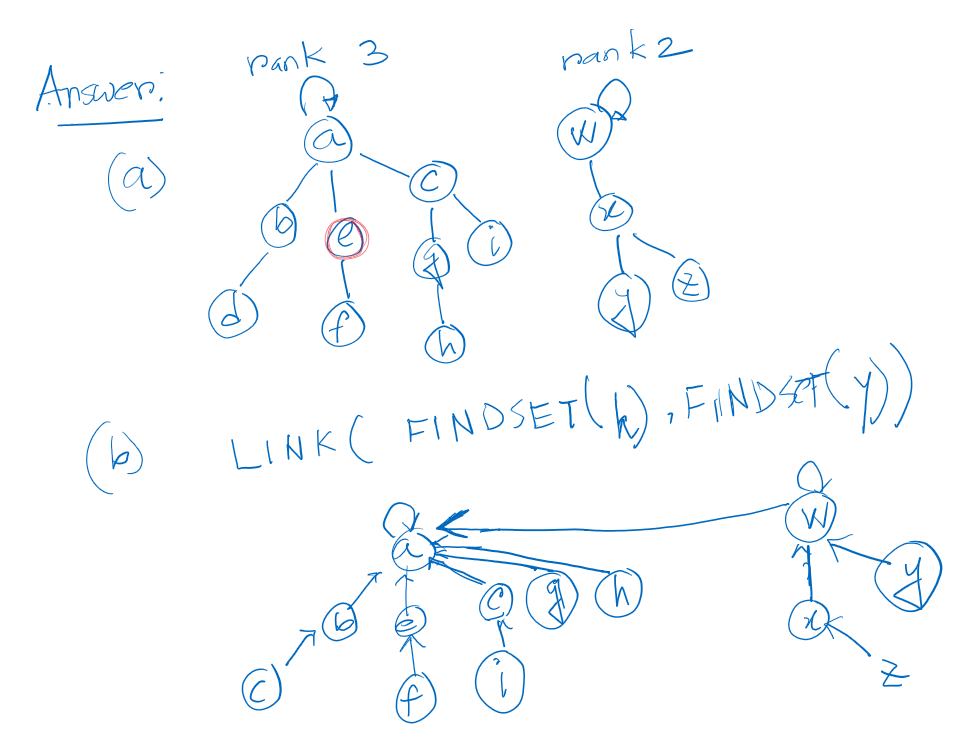 rank 3 rank 2
Answer:
(a)
a w
b e c x
d f g i y z
h
(b) LINK( FINDSET(h), FINDSET(y))
a w
b e c g h x y
c f i z